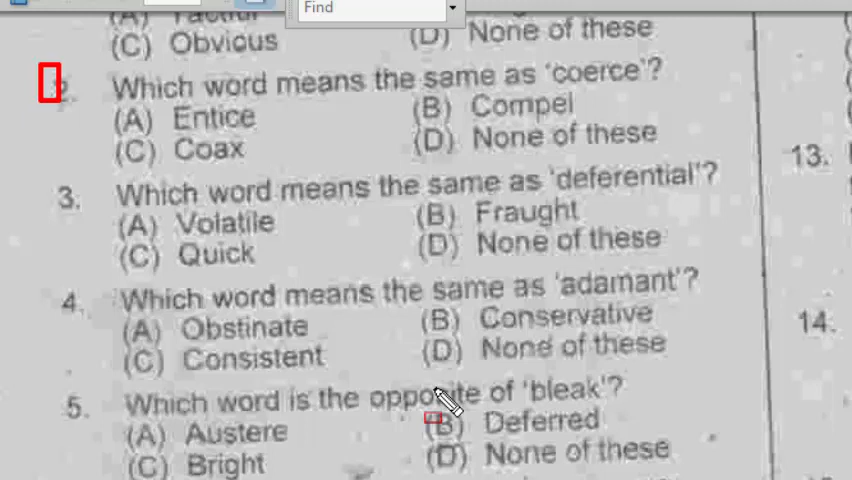 Find
(A) Tactful
(C) Obvious (D) None of these
2. Which word means the same as 'coerce'?
(A) Entice (B) Compel
(C) Coax (D) None of these
3. Which word means the same as 'deferential'?
(A) Volatile (B) Fraught
(C) Quick (D) None of these
4. Which word means the same as 'adamant'?
(A) Obstinate (B) Conservative
(C) Consistent (D) None of these
5. Which word is the opposite of 'bleak'?
(A) Austere (B) Deferred
(C) Bright (D) None of these
13.
14.